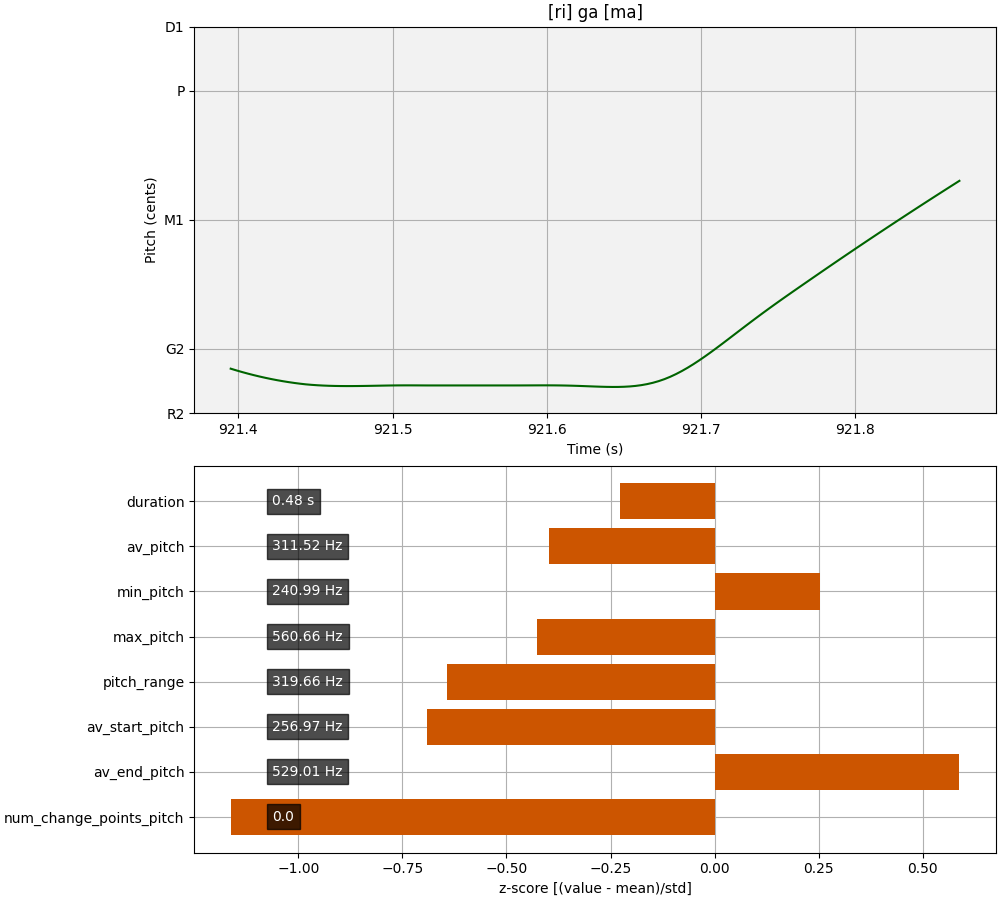 [ri] ga [ma]
D1
P
M1
G2
R2
Pitch (cents)
921.4 921.5 921.6 921.7 921.8
Time (s)
duration 0.48 s
av_pitch 311.52 Hz
min_pitch 240.99 Hz
max_pitch 560.66 Hz
pitch_range 319.66 Hz
av_start_pitch 256.97 Hz
av_end_pitch 529.01 Hz
num_change_points_pitch 0.0
−1.00 −0.75 −0.50 −0.25 0.00 0.25 0.50
z-score [(value - mean)/std]